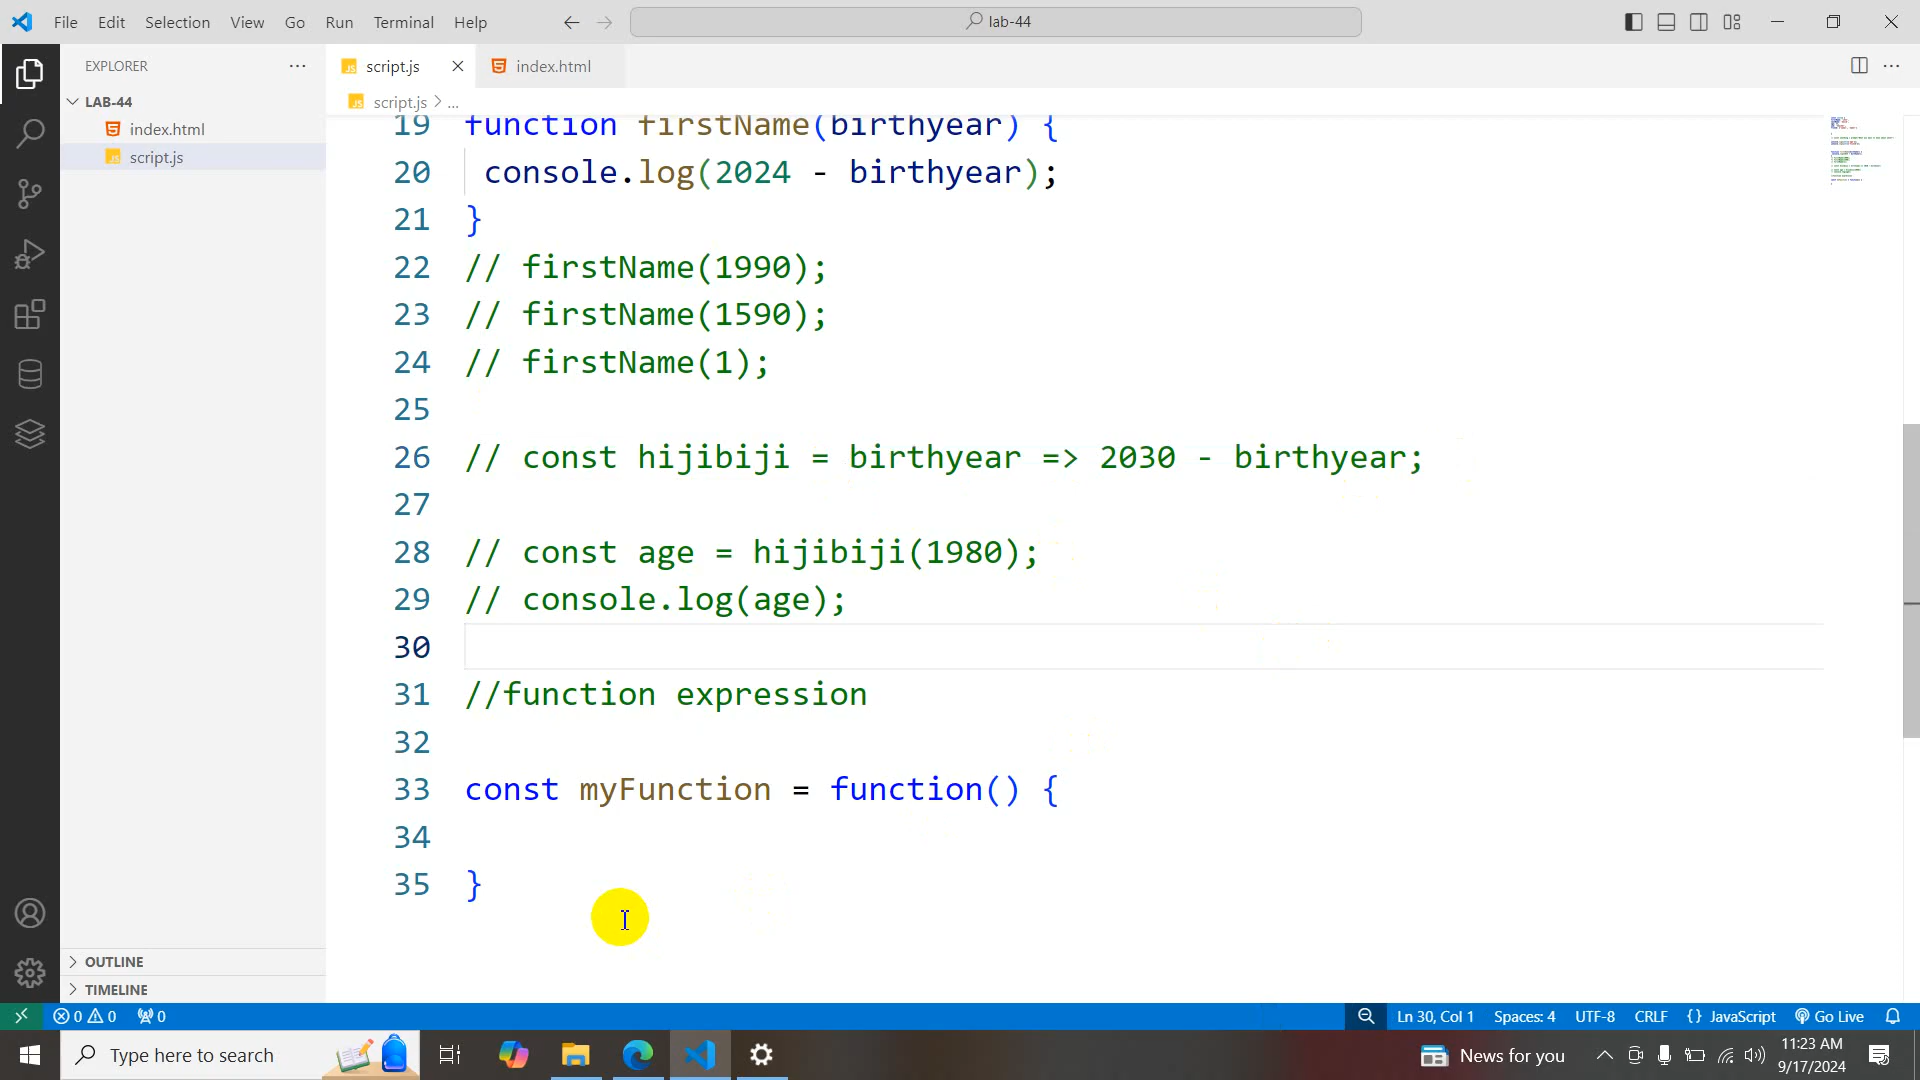 File Edit Selection View Go Run Terminal Help
lab-44
EXPLORER
LAB-44
index.html
script.js
OUTLINE
TIMELINE
script.js
index.html
script.js > ...
19 function firstName(birthyear) {
20 console.log(2024 - birthyear);
21 }
22 // firstName(1990);
23 // firstName(1590);
24 // firstName(1);
25
26 // const hijibiji = birthyear => 2030 - birthyear;
27
28 // const age = hijibiji(1980);
29 // console.log(age);
30
31 //function expression
32
33 const myFunction = function() {
34
35 }
0 0 0
Ln 30, Col 1 Spaces: 4 UTF-8 CRLF {} JavaScript Go Live
Type here to search
News for you
11:23 AM
9/17/2024